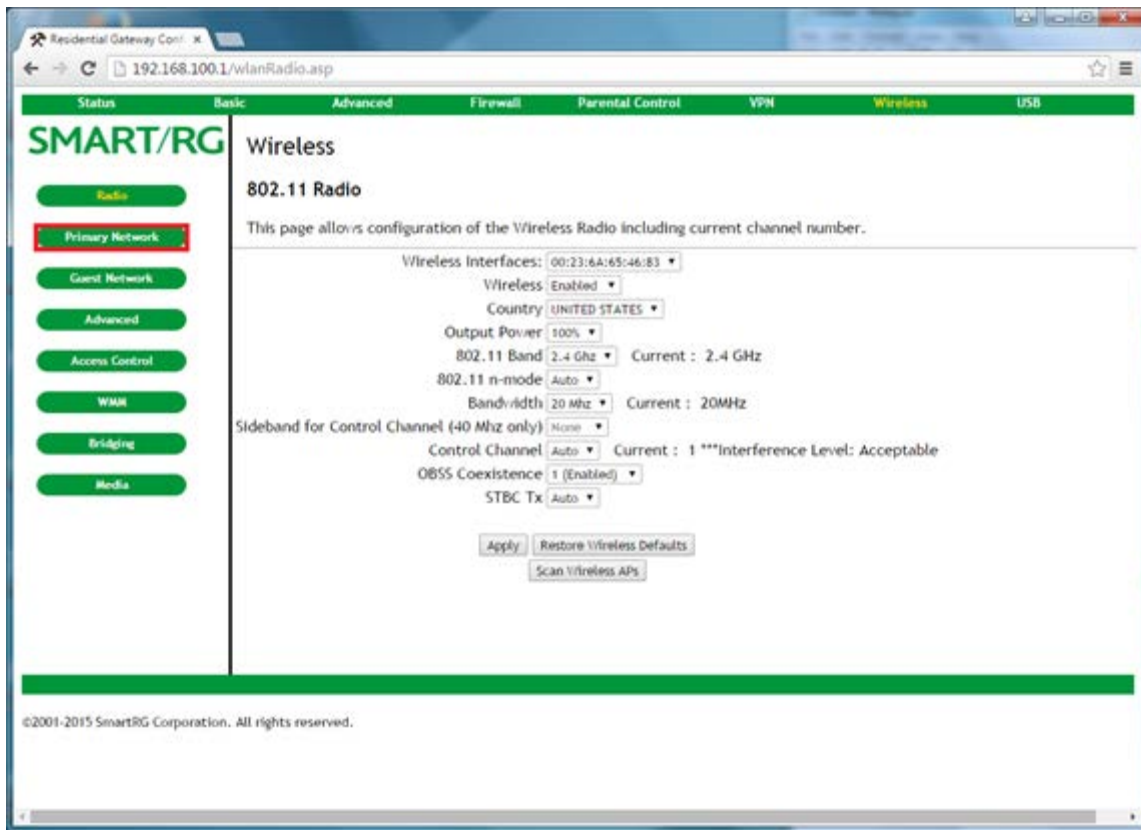 Residential Gateway Conf
192.168.100.1/wlanRadio.asp
Status Basic Advanced Firewall Parental Control VPN Wireless USB
SMART/RG
Radio
Primary Network
Guest Network
Advanced
Access Control
WMM
Bridging
Media
Wireless
802.11 Radio
This page allows configuration of the Wireless Radio including current channel number.
Wireless Interfaces: 00:23:6A:65:46:83
Wireless Enabled
Country UNITED STATES
Output Power 100%
802.11 Band 2.4 Ghz Current : 2.4 GHz
802.11 n-mode Auto
Bandwidth 20 Mhz Current : 20MHz
Sideband for Control Channel (40 Mhz only) None
Control Channel Auto Current : 1 ***Interference Level: Acceptable
OBSS Coexistence 1 (Enabled)
STBC Tx Auto
Apply Restore Wireless Defaults
Scan Wireless APs
©2001-2015 SmartRG Corporation. All rights reserved.